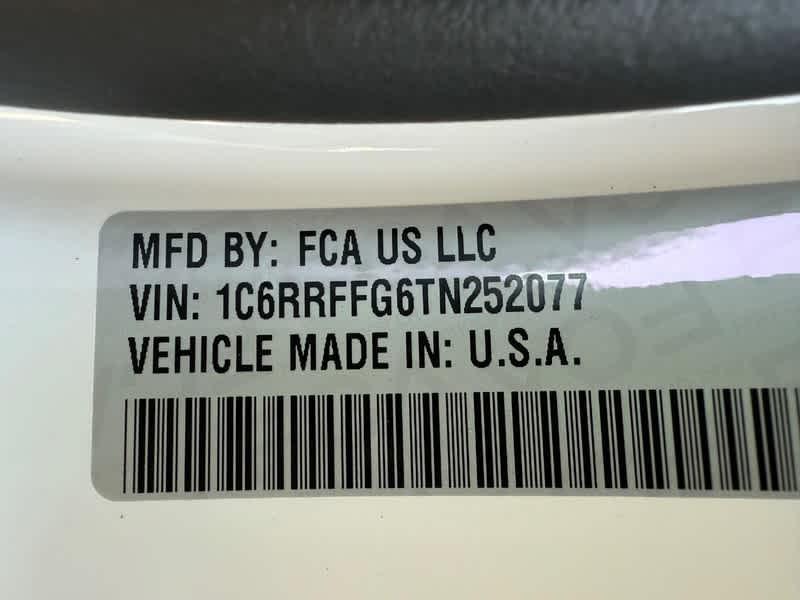 MFD BY: FCA US LLC
VIN: 1C6RRFFG6TN252077
VEHICLE MADE IN: U.S.A.